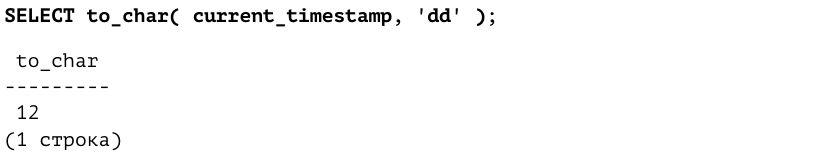 SELECT to_char( current_timestamp, 'dd' );
to_char
---------
12
(1 строка)